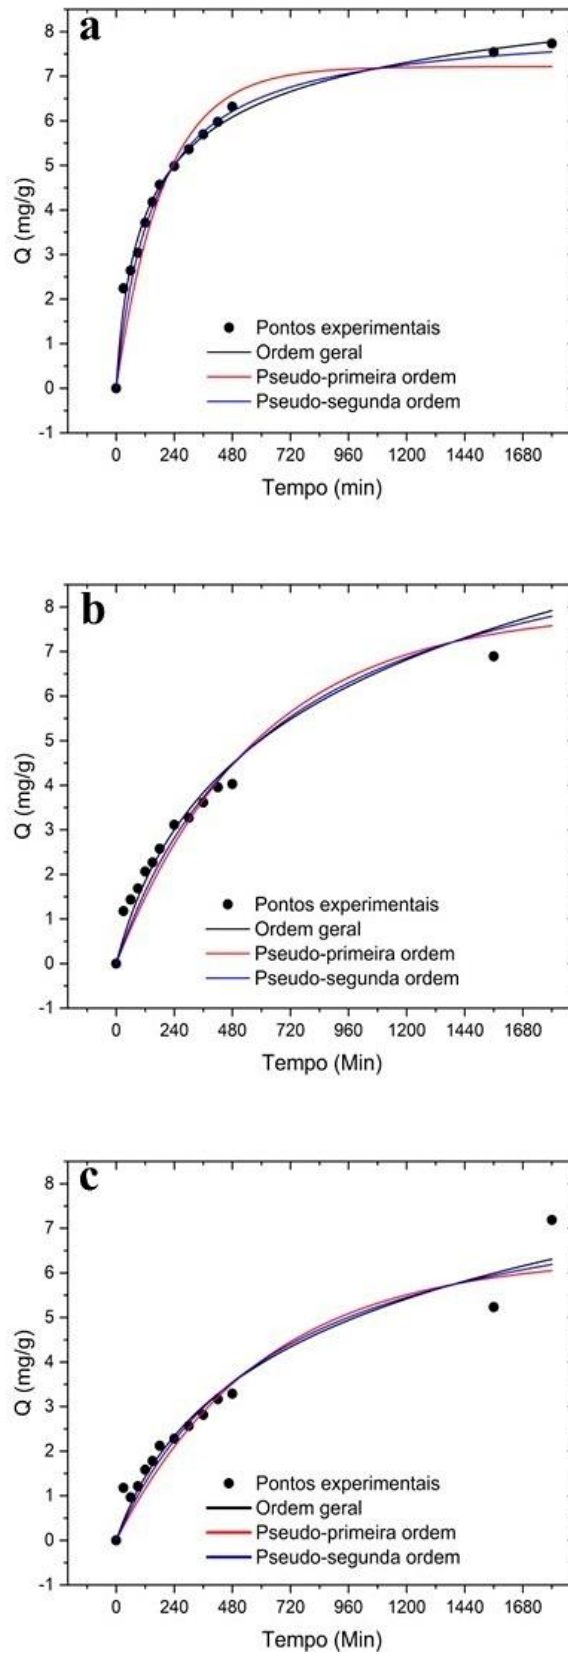 a
8
7
6
5
4
3
2
1
0
-1
Q (mg/g)
Pontos experimentais
Ordem geral
Pseudo-primeira ordem
Pseudo-segunda ordem
0 240 480 720 960 1200 1440 1680
Tempo (min)
b
8
7
6
5
4
3
2
1
0
-1
Q (mg/g)
Pontos experimentais
Ordem geral
Pseudo-primeira ordem
Pseudo-segunda ordem
0 240 480 720 960 1200 1440 1680
Tempo (Min)
c
8
7
6
5
4
3
2
1
0
-1
Q (mg/g)
Pontos experimentais
Ordem geral
Pseudo-primeira ordem
Pseudo-segunda ordem
0 240 480 720 960 1200 1440 1680
Tempo (Min)